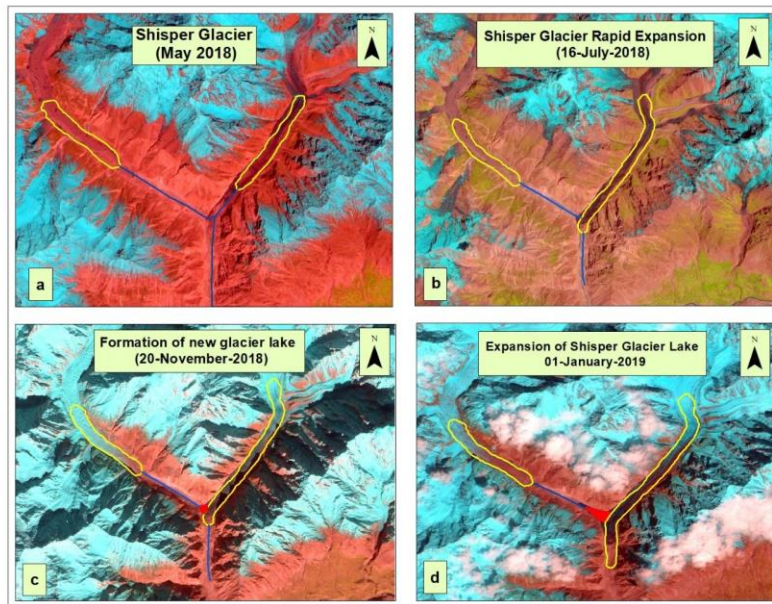 Shisper Glacier
(May 2018)
N
a
Shisper Glacier Rapid Expansion
(16-July-2018)
N
b
Formation of new glacier lake
(20-November-2018)
N
c
Expansion of Shisper Glacier Lake
01-January-2019
N
d